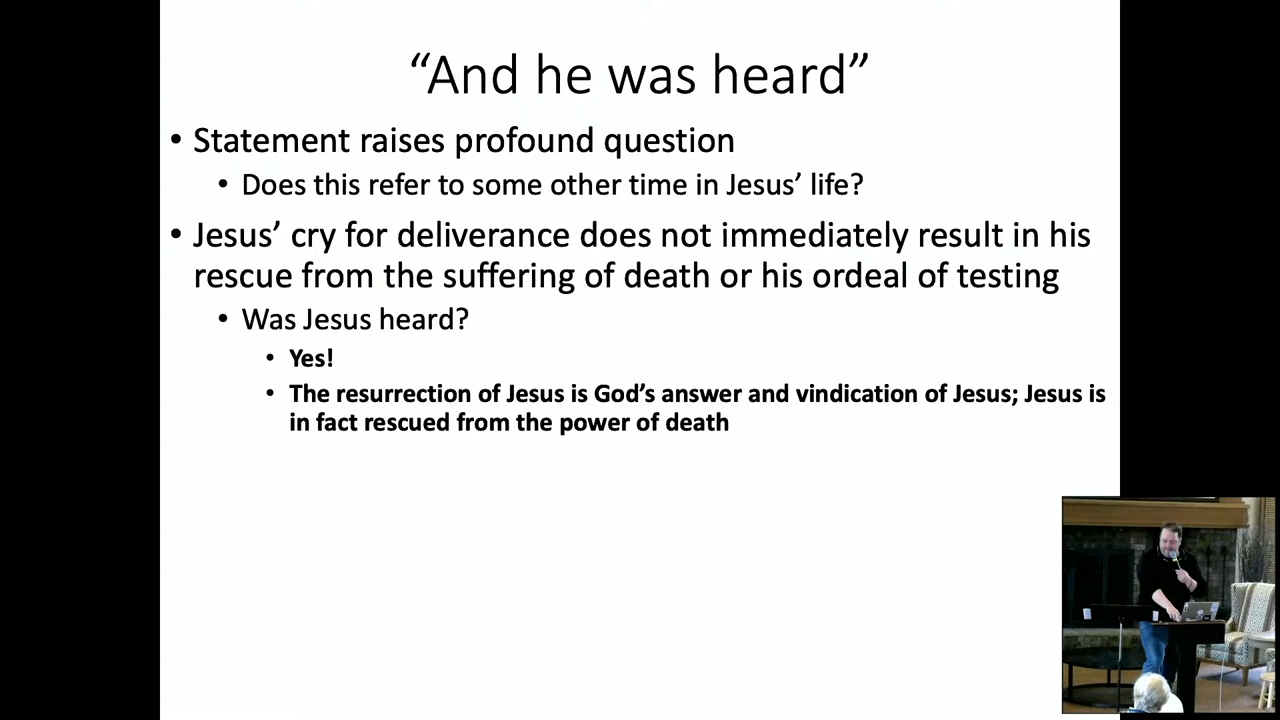 “And he was heard”
• Statement raises profound question
• Does this refer to some other time in Jesus’ life?
• Jesus’ cry for deliverance does not immediately result in his
rescue from the suffering of death or his ordeal of testing
• Was Jesus heard?
• Yes!
• The resurrection of Jesus is God’s answer and vindication of Jesus; Jesus is
in fact rescued from the power of death